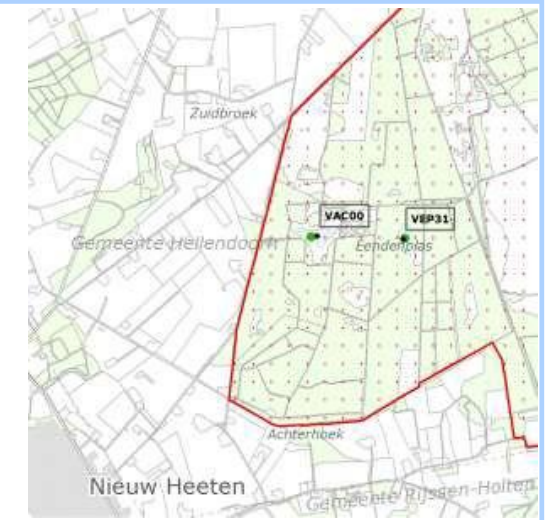 Zuidbroek
VAC00
VEP31
Gemeente Hellendoorn
Eendenplas
Achterhoek
Nieuw Heeten
Gemeente Rijssen-Holten